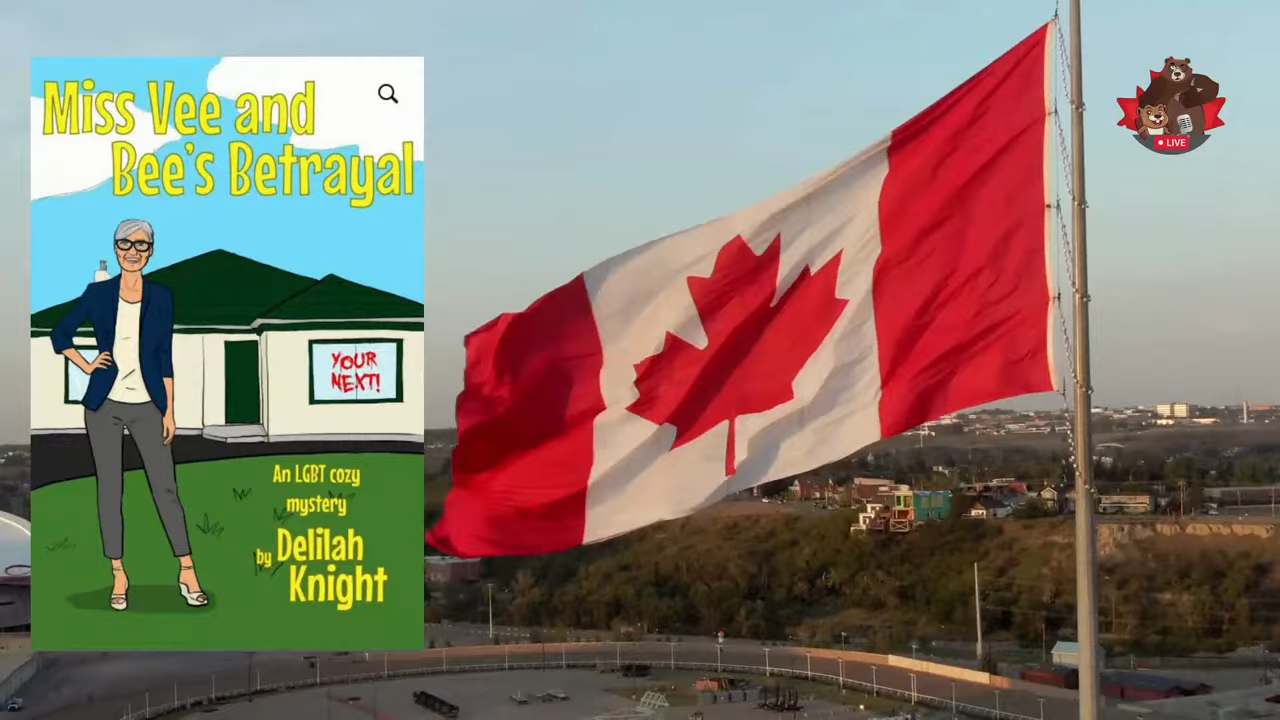 Miss Vee and
Bee's Betrayal
YOUR
NEXT!
An LGBT cozy
mystery
by Delilah
Knight
LIVE